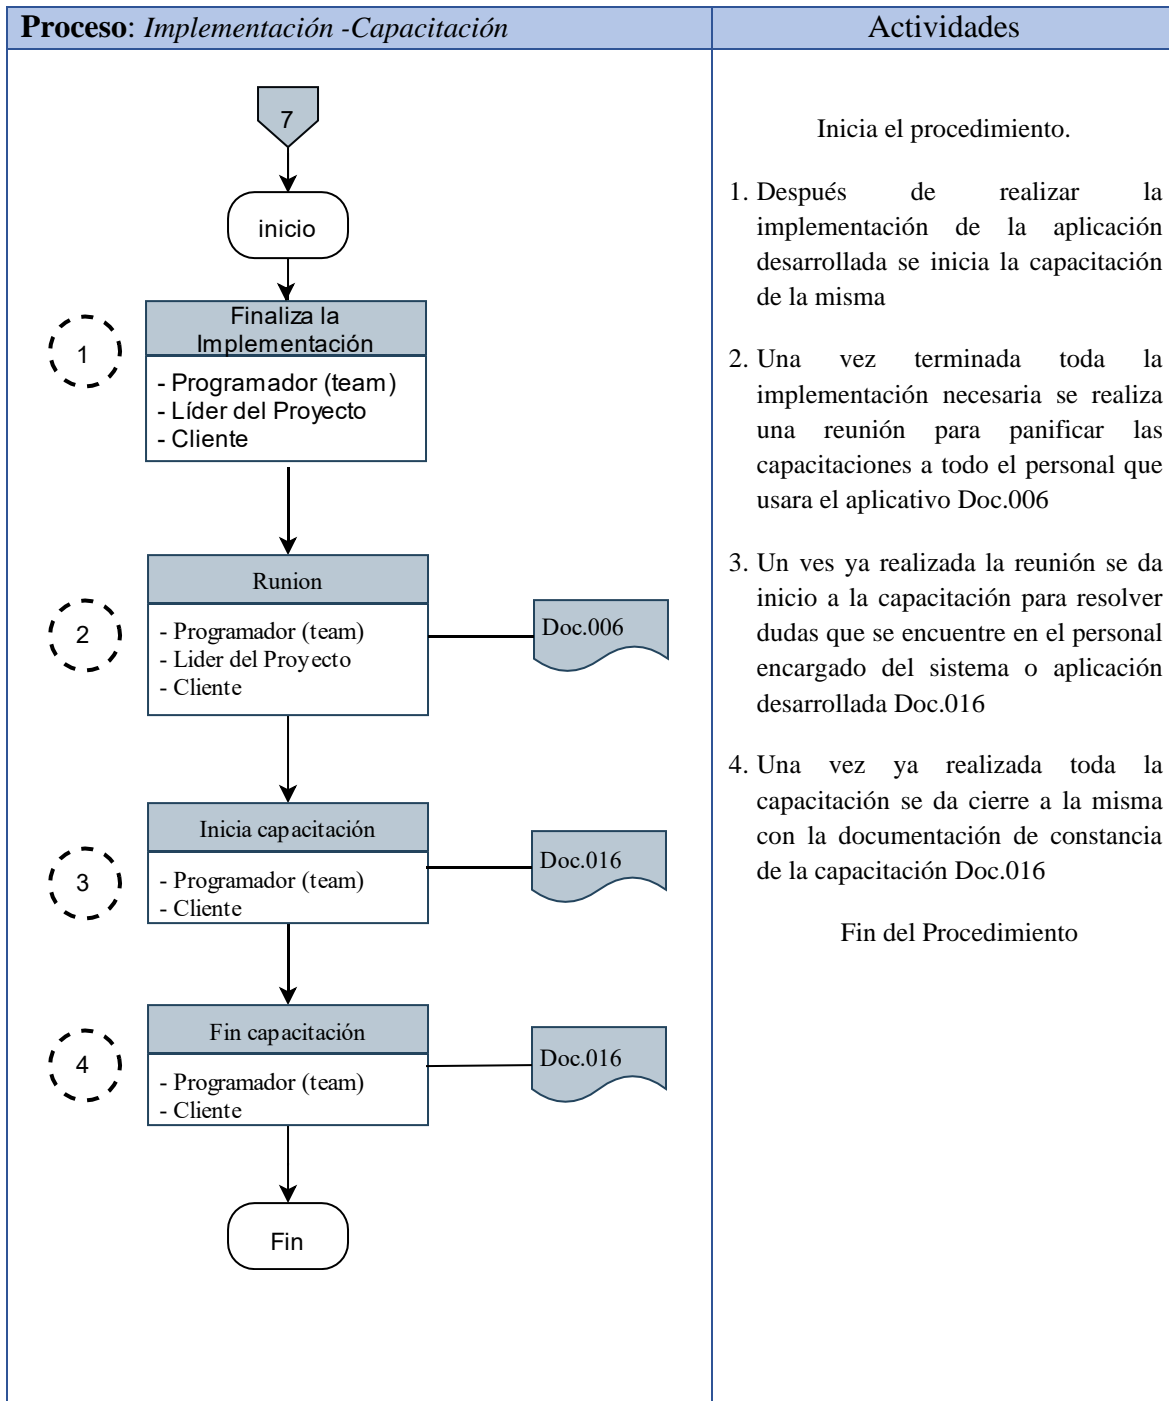 Proceso: Implementación -Capacitación
Actividades
7
inicio
1
Finaliza la
Implementación
- Programador (team)
- Líder del Proyecto
- Cliente
2
Runion
- Programador (team)
- Lider del Proyecto
- Cliente
Doc.006
3
Inicia capacitación
- Programador (team)
- Cliente
Doc.016
4
Fin capacitación
- Programador (team)
- Cliente
Doc.016
Fin
Inicia el procedimiento.
1. Después de realizar la
implementación de la aplicación
desarrollada se inicia la capacitación
de la misma
2. Una vez terminada toda la
implementación necesaria se realiza
una reunión para panificar las
capacitaciones a todo el personal que
usara el aplicativo Doc.006
3. Un ves ya realizada la reunión se da
inicio a la capacitación para resolver
dudas que se encuentre en el personal
encargado del sistema o aplicación
desarrollada Doc.016
4. Una vez ya realizada toda la
capacitación se da cierre a la misma
con la documentación de constancia
de la capacitación Doc.016
Fin del Procedimiento